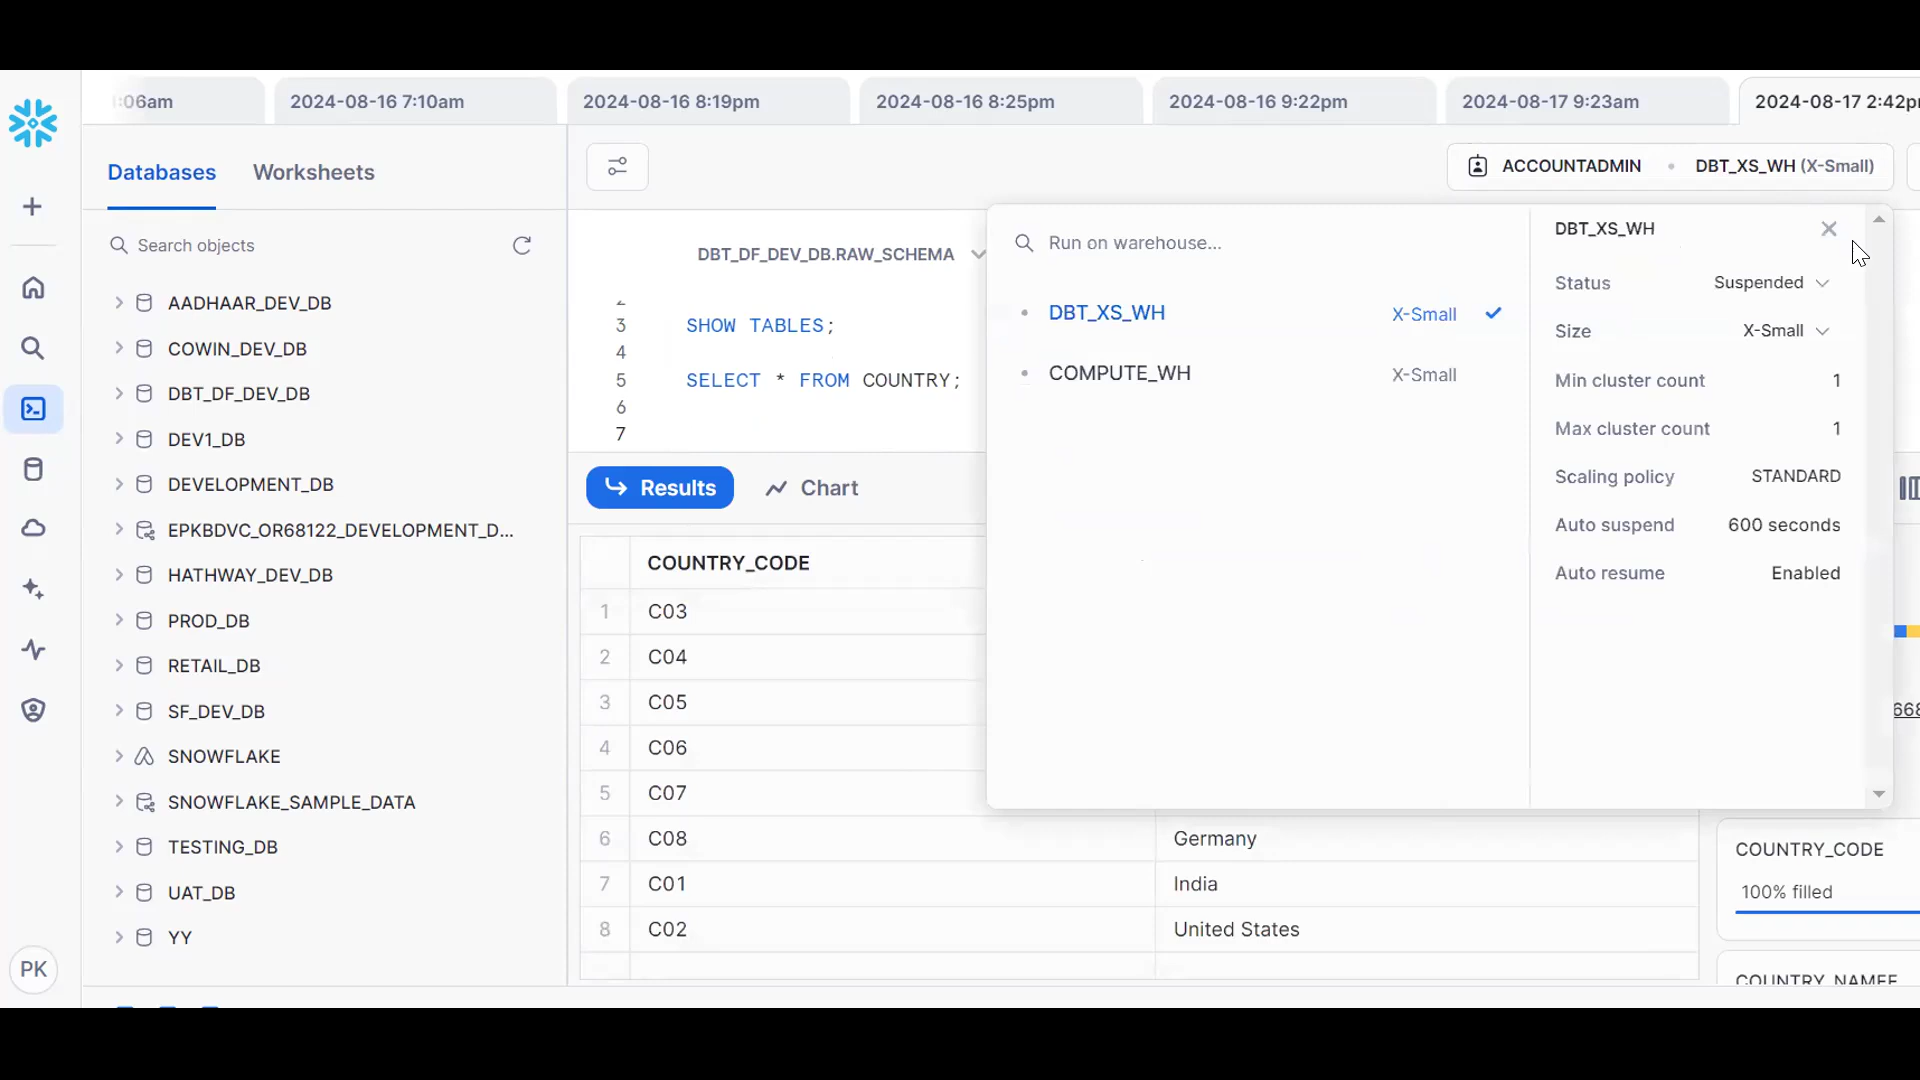 :06am
2024-08-16 7:10am
2024-08-16 8:19pm
2024-08-16 8:25pm
2024-08-16 9:22pm
2024-08-17 9:23am
2024-08-17 2:42p
Databases
Worksheets
ACCOUNTADMIN
DBT_XS_WH (X-Small)
Search objects
AADHAAR_DEV_DB
COWIN_DEV_DB
DBT_DF_DEV_DB
DEV1_DB
DEVELOPMENT_DB
EPKBDVC_OR68122_DEVELOPMENT_D...
HATHWAY_DEV_DB
PROD_DB
RETAIL_DB
SF_DEV_DB
SNOWFLAKE
SNOWFLAKE_SAMPLE_DATA
TESTING_DB
UAT_DB
YY
PK
DBT_DF_DEV_DB.RAW_SCHEMA
3 SHOW TABLES;
4
5 SELECT * FROM COUNTRY;
6
7
Run on warehouse...
DBT_XS_WH X-Small
COMPUTE_WH X-Small
DBT_XS_WH
Status Suspended
Size X-Small
Min cluster count 1
Max cluster count 1
Scaling policy STANDARD
Auto suspend 600 seconds
Auto resume Enabled
Results
Chart
COUNTRY_CODE
1 C03
2 C04
3 C05
4 C06
5 C07
6 C08 Germany
7 C01 India
8 C02 United States
668
COUNTRY_CODE
100% filled